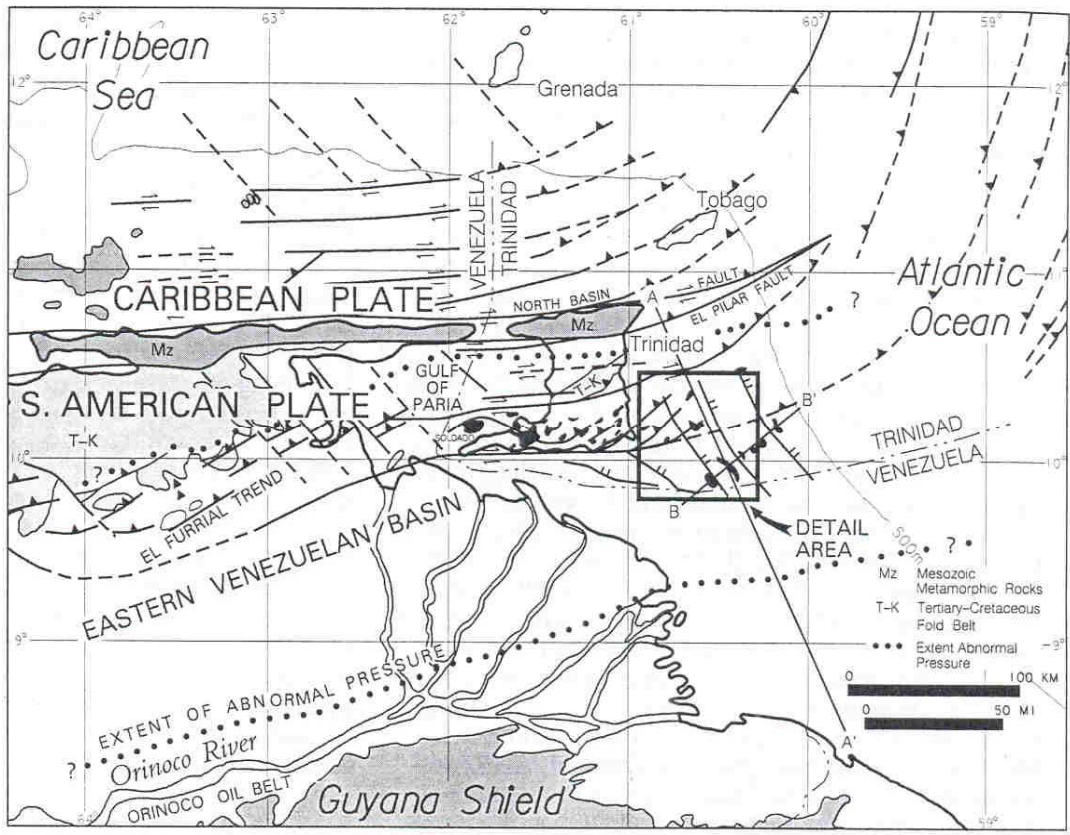 64°
63°
62°
61°
60°
59°
Caribbean
Sea
12°
12°
Grenada
VENEZUELA
TRINIDAD
Tobago
11°
Atlantic
Ocean
CARIBBEAN PLATE
NORTH BASIN
FAULT
EL PILAR FAULT
A
?
Mz
Mz
Trinidad
GULF
OF
PARIA
T-K
S. AMERICAN PLATE
SOLDADO
B'
T-K
?
10°
10°
TRINIDAD
VENEZUELA
EL FURRIAL TREND
B
DETAIL
AREA
500m
?
EASTERN VENEZUELAN BASIN
Mz Mesozoic
Metamorphic Rocks
T-K Tertiary-Cretaceous
Fold Belt
Extent Abnormal
Pressure
9°
9°
0 100 KM
0 50 MI
EXTENT OF ABNORMAL PRESSURE
?
Orinoco River
ORINOCO OIL BELT
Guyana Shield
A'
64°
59°